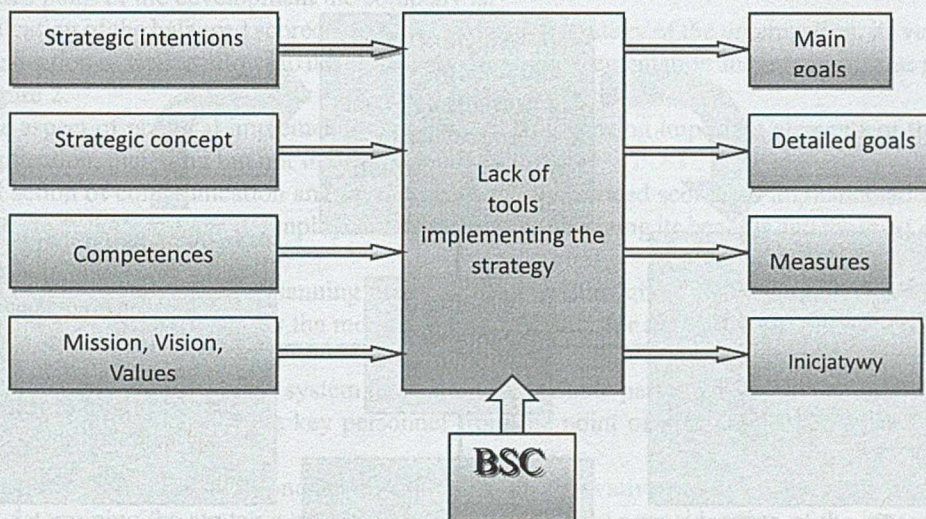 Strategic intentions
Strategic concept
Competences
Mission, Vision,
Values
Lack of
tools
implementing the
strategy
BSC
Main
goals
Detailed goals
Measures
Inicjatywy